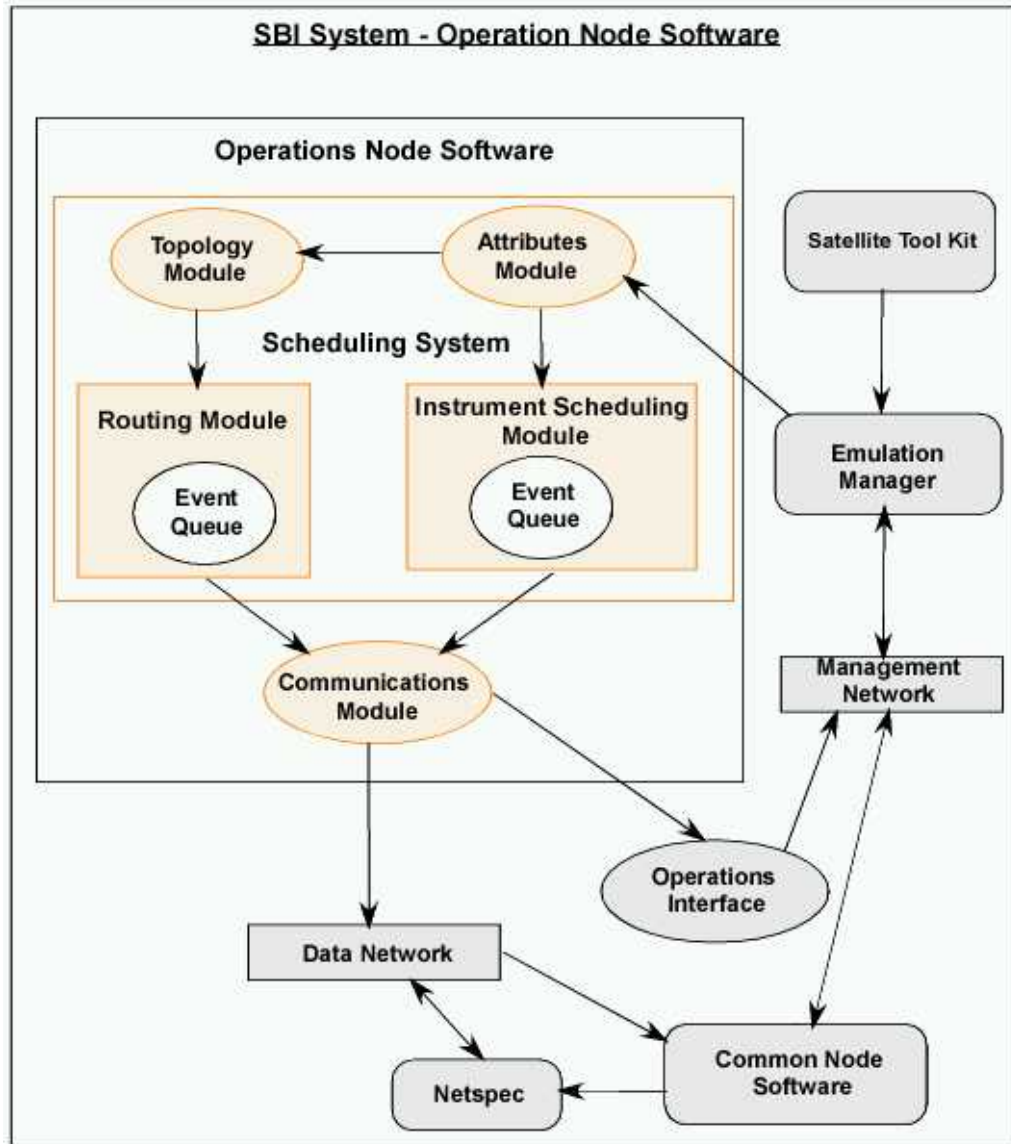 SBI System - Operation Node Software
Operations Node Software
Topology
Module
Attributes
Module
Satellite Tool Kit
Scheduling System
Routing Module
Event
Queue
Instrument Scheduling
Module
Event
Queue
Emulation
Manager
Communications
Module
Management
Network
Operations
Interface
Data Network
Common Node
Software
Netspec